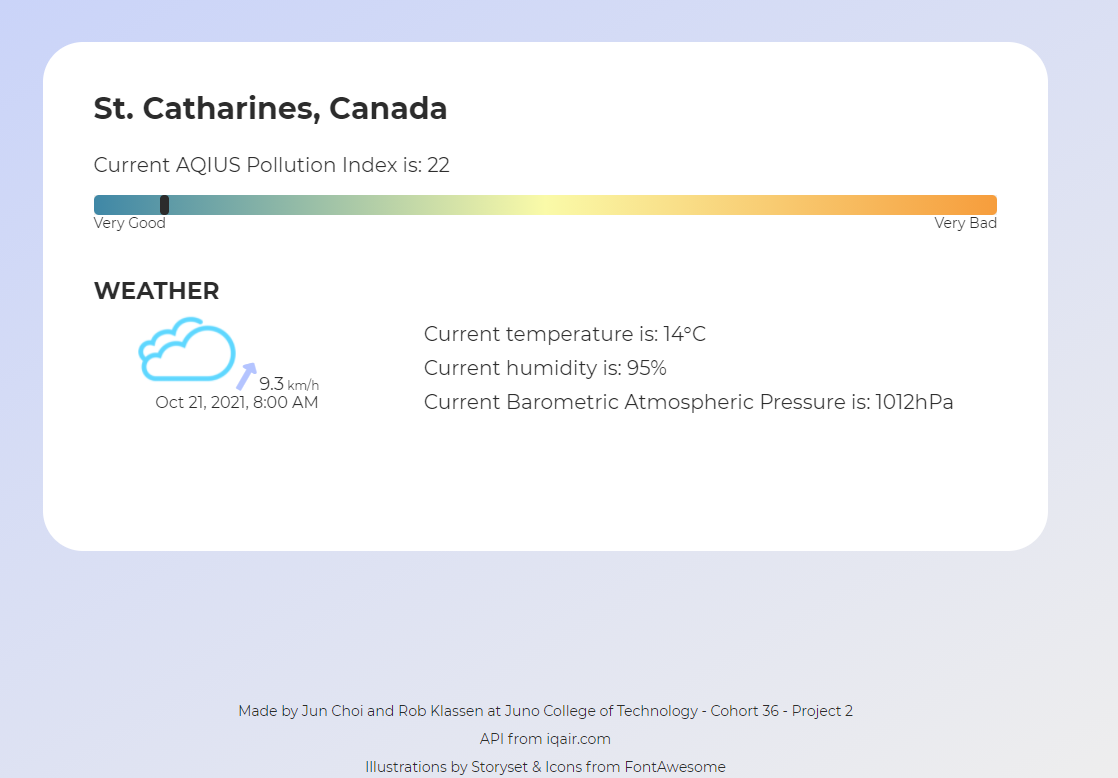 St. Catharines, Canada
Current AQIUS Pollution Index is: 22
Very Good
Very Bad
WEATHER
9.3 km/h
Oct 21, 2021, 8:00 AM
Current temperature is: 14°C
Current humidity is: 95%
Current Barometric Atmospheric Pressure is: 1012hPa
Made by Jun Choi and Rob Klassen at Juno College of Technology - Cohort 36 - Project 2
API from iqair.com
Illustrations by Storyset & Icons from FontAwesome